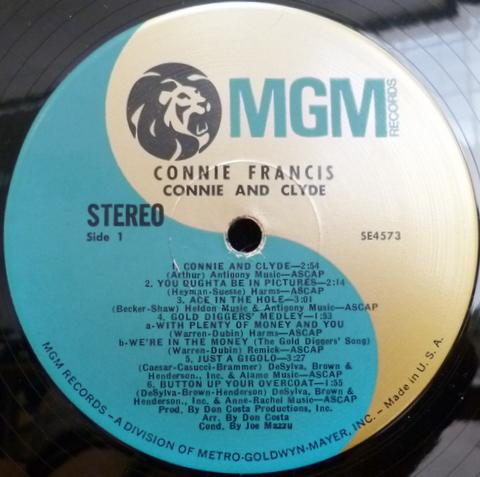 MGM
RECORDS
CONNIE FRANCIS
CONNIE AND CLYDE
STEREO
Side 1
SE4573
1. CONNIE AND CLYDE—2:54
(Arthur) Antigony Music—ASCAP
2. YOU OUGHTA BE IN PICTURES—2:14
(Heyman-Suesse) Harms—ASCAP
3. ACE IN THE HOLE—3:01
(Becker-Shaw) Heldon Music & Antigony Music—ASCAP
4. GOLD DIGGERS' MEDLEY—1:53
a-WITH PLENTY OF MONEY AND YOU
(Warren-Dubin) Harms—ASCAP
b-WE'RE IN THE MONEY (The Gold Diggers' Song)
(Warren-Dubin) Remick—ASCAP
5. JUST A GIGOLO—3:27
(Caesar-Casucci-Brammer) DeSylva, Brown &
Henderson,, Inc & Alamo Music—ASCAP
6. BUTTON UP YOUR OVERCOAT—1:55
(DeSylva-Brown-Henderson) DeSylva, Brown &
Henderson,, Inc. & Anne-Rachel Music—ASCAP
Prod. By Don Costa Productions, Inc.
Arr. By Don Costa
Cond. By Joe Mazzu
MGM RECORDS – A DIVISION OF METRO-GOLDWYN-MAYER, INC. – Made in U. S. A.